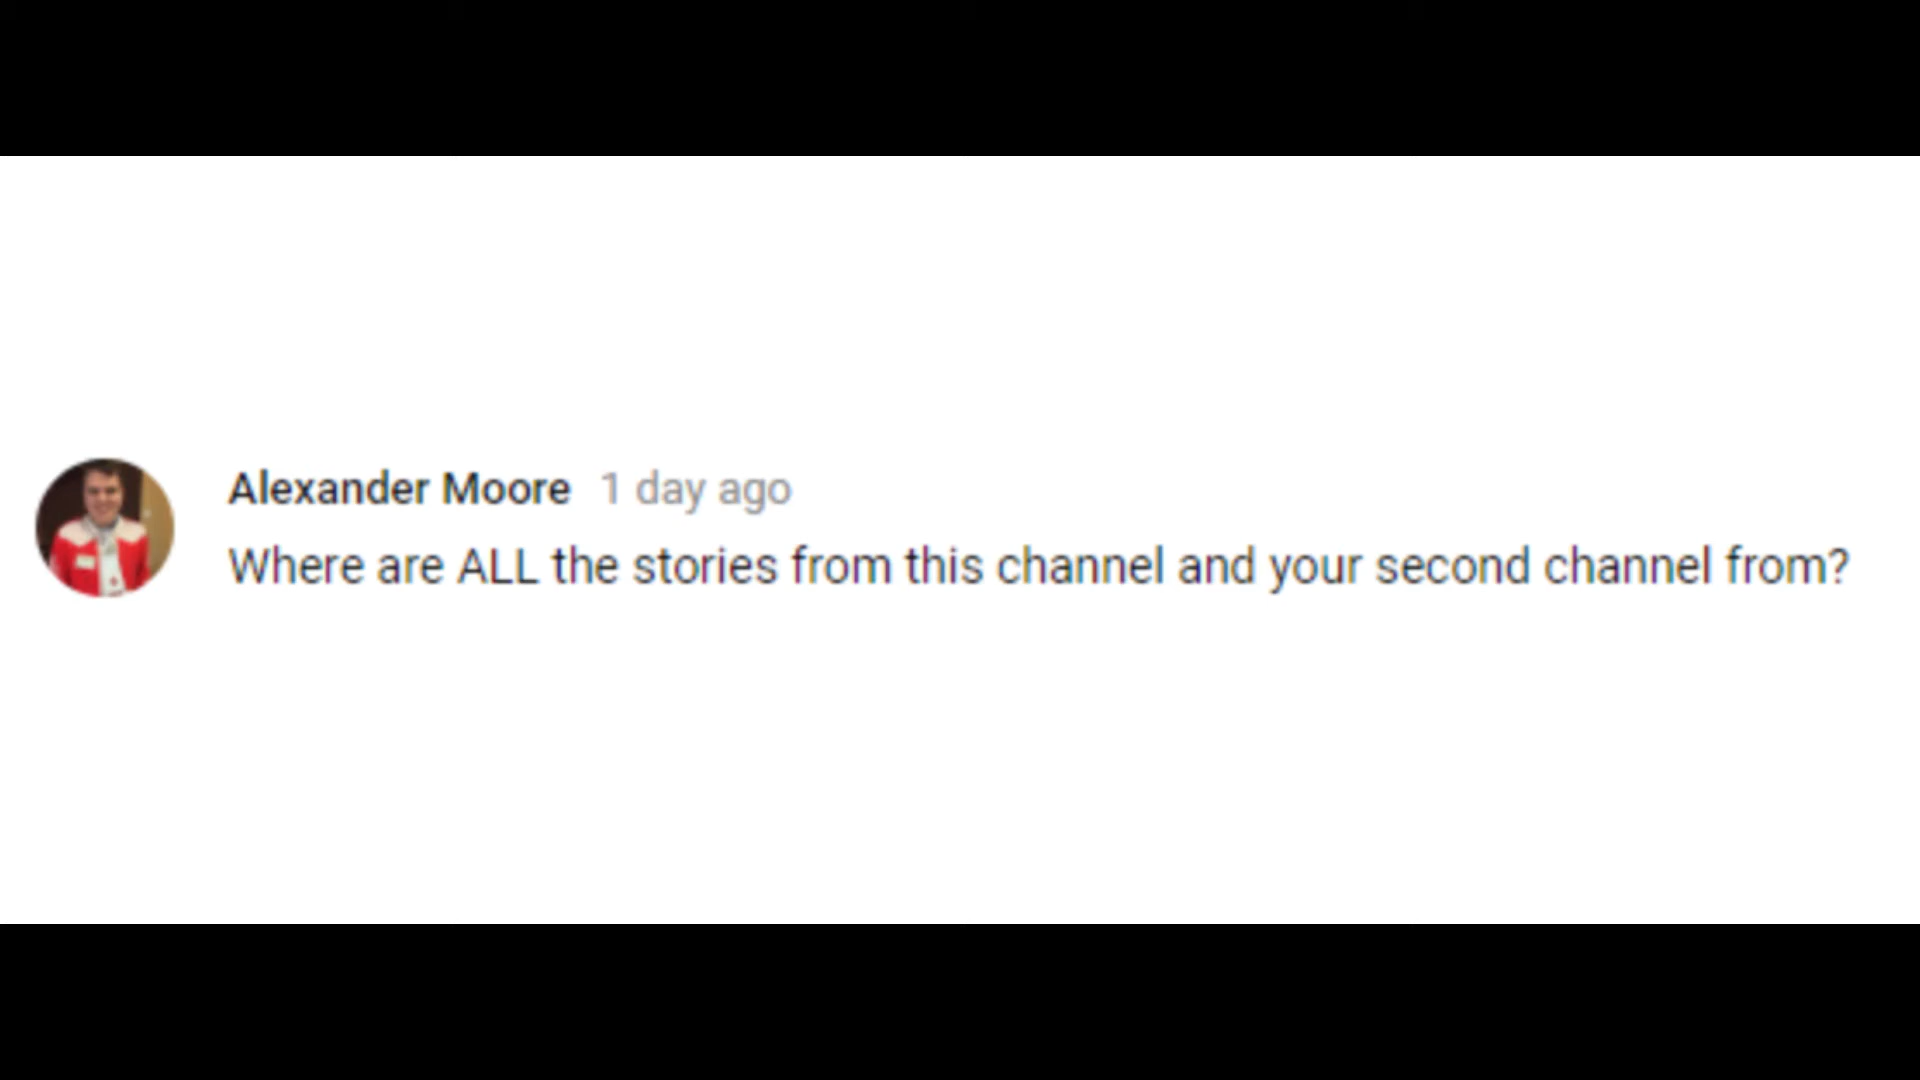 Alexander Moore 1 day ago
Where are ALL the stories from this channel and your second channel from?